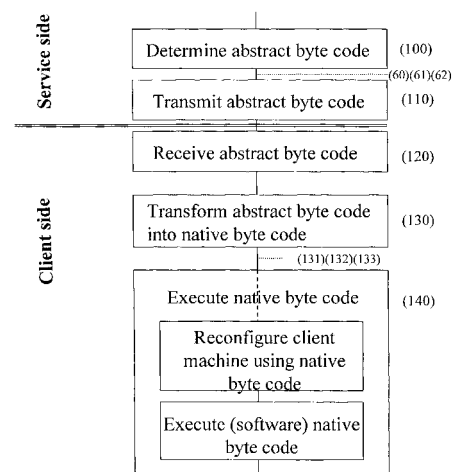 Service side
Determine abstract byte code
(100)
(60)(61)(62)
Transmit abstract byte code
(110)
Client side
Receive abstract byte code
(120)
Transform abstract byte code
into native byte code
(130)
(131)(132)(133)
Execute native byte code
(140)
Reconfigure client
machine using native
byte code
Execute (software) native
byte code